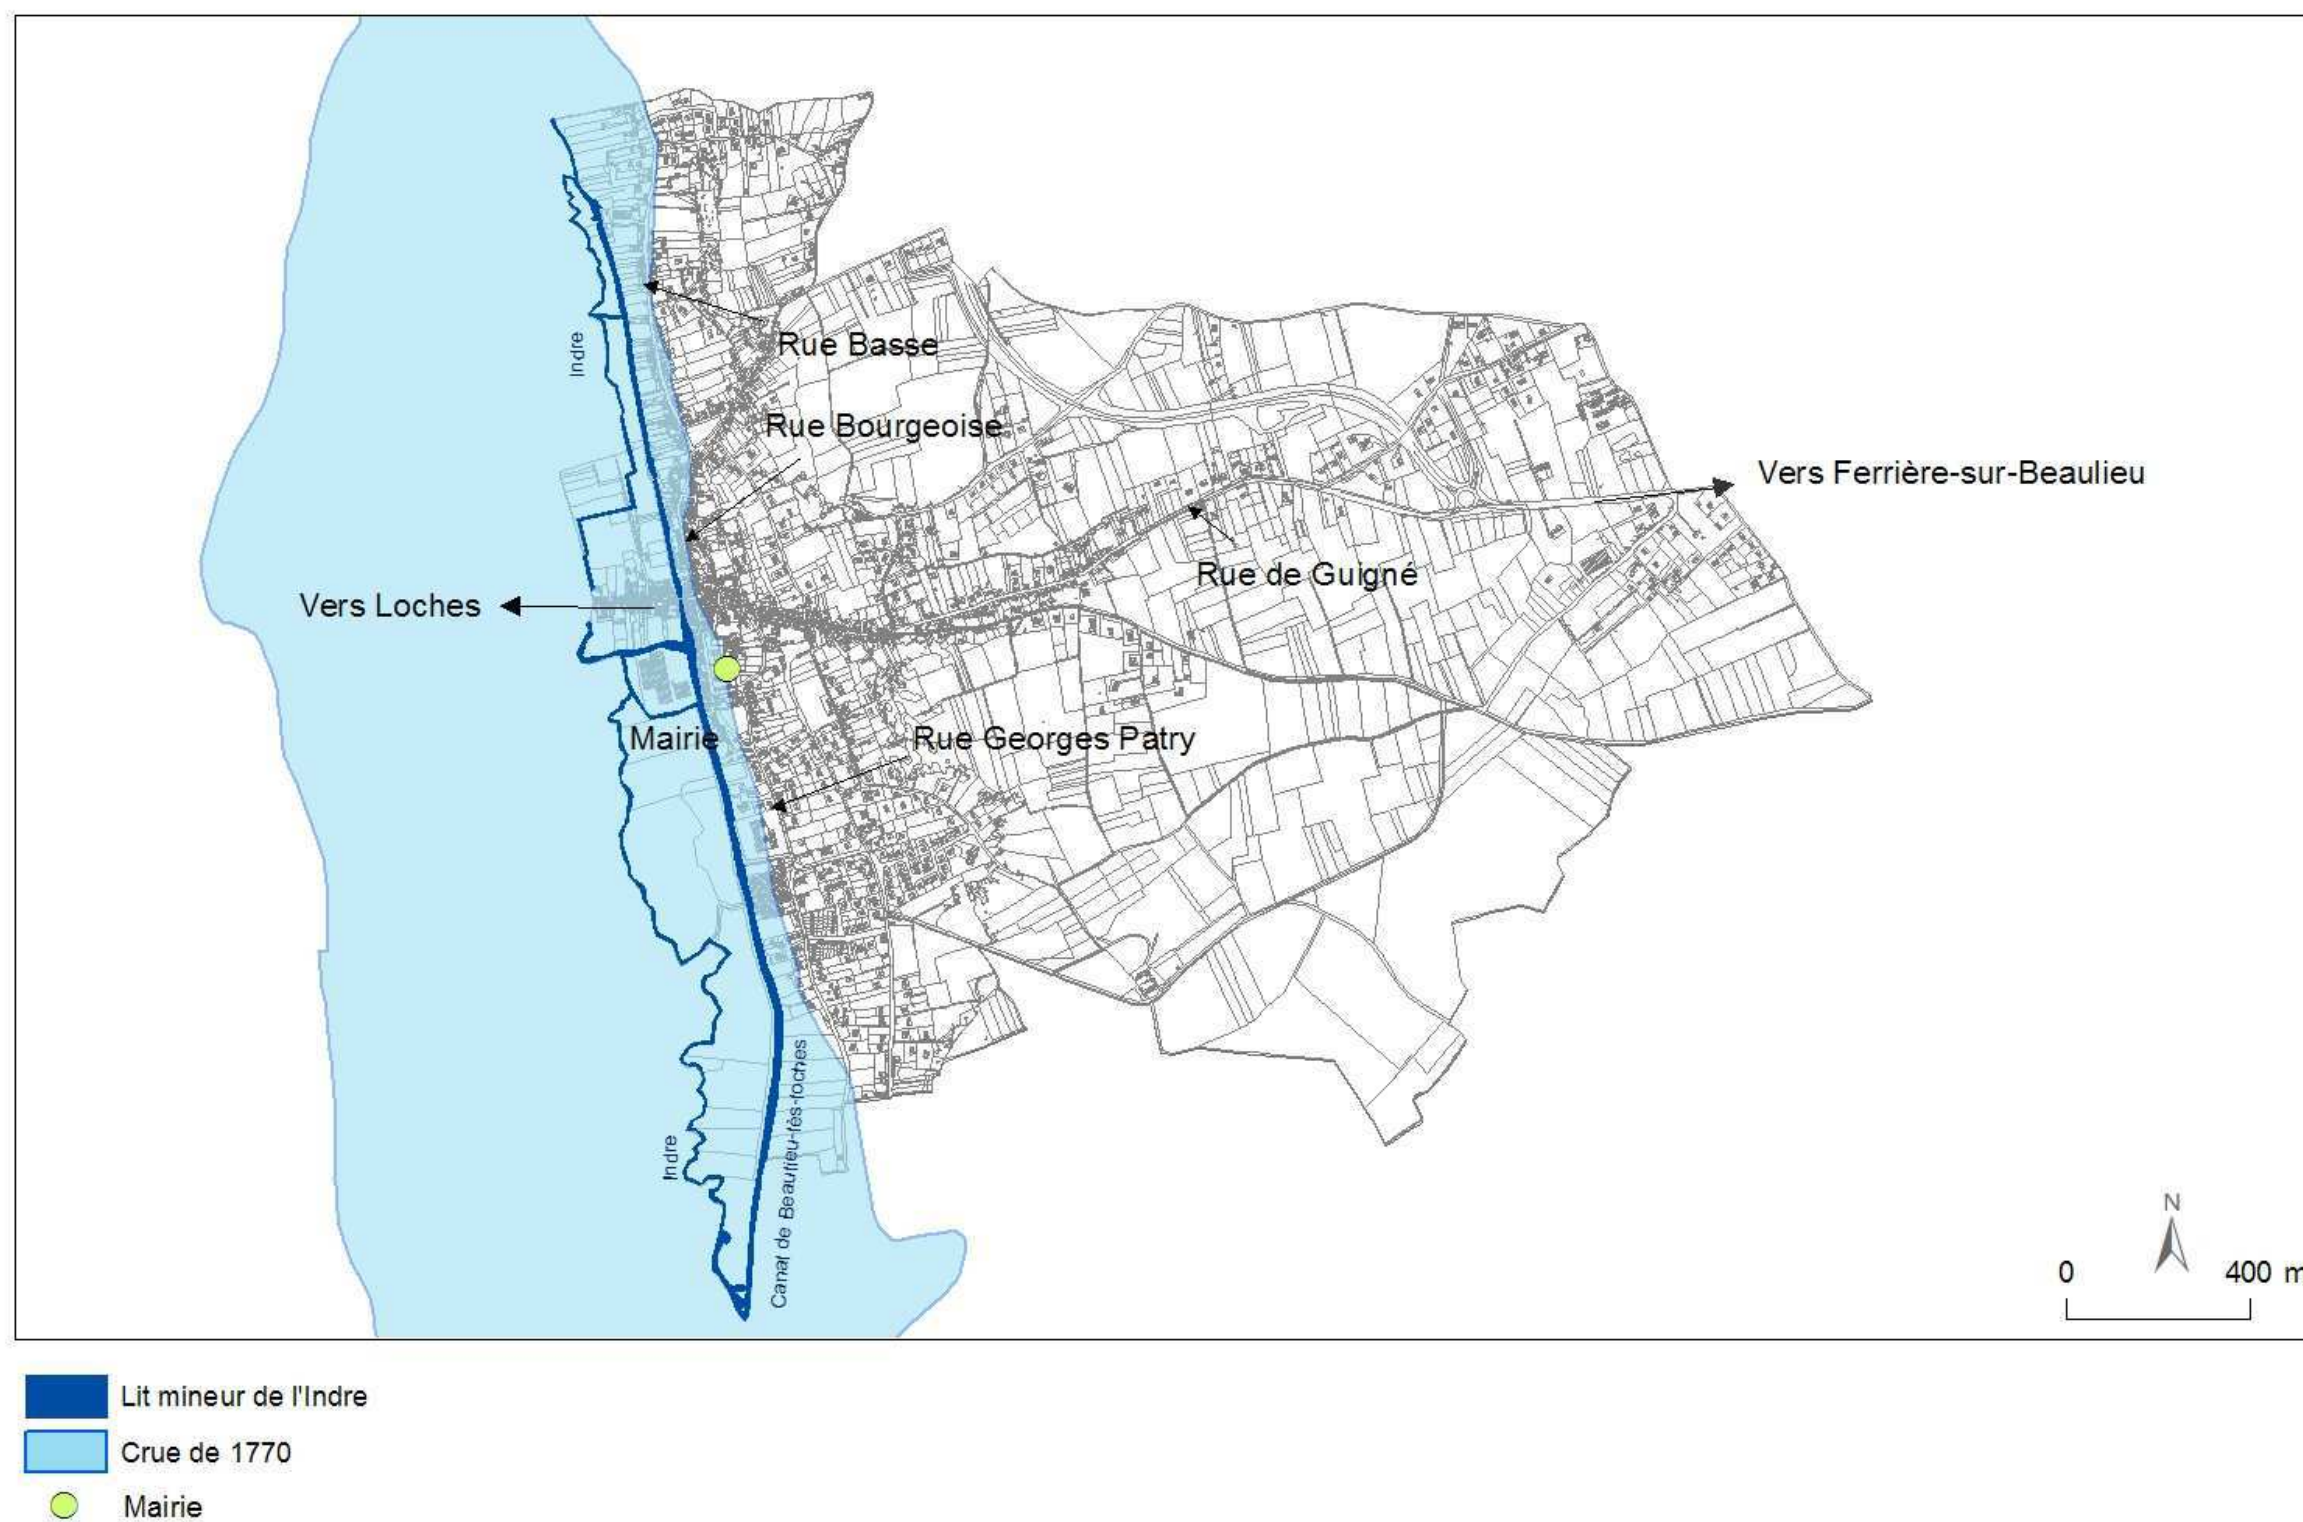 Indre
Rue Basse
Rue Bourgeoise
Vers Ferrière-sur-Beaulieu
Rue de Guigné
Vers Loches
Mairie
Rue Georges Patry
Indre
Canal de Beaulieu-lès-loches
N
0 400 m
Lit mineur de l'Indre
Crue de 1770
Mairie